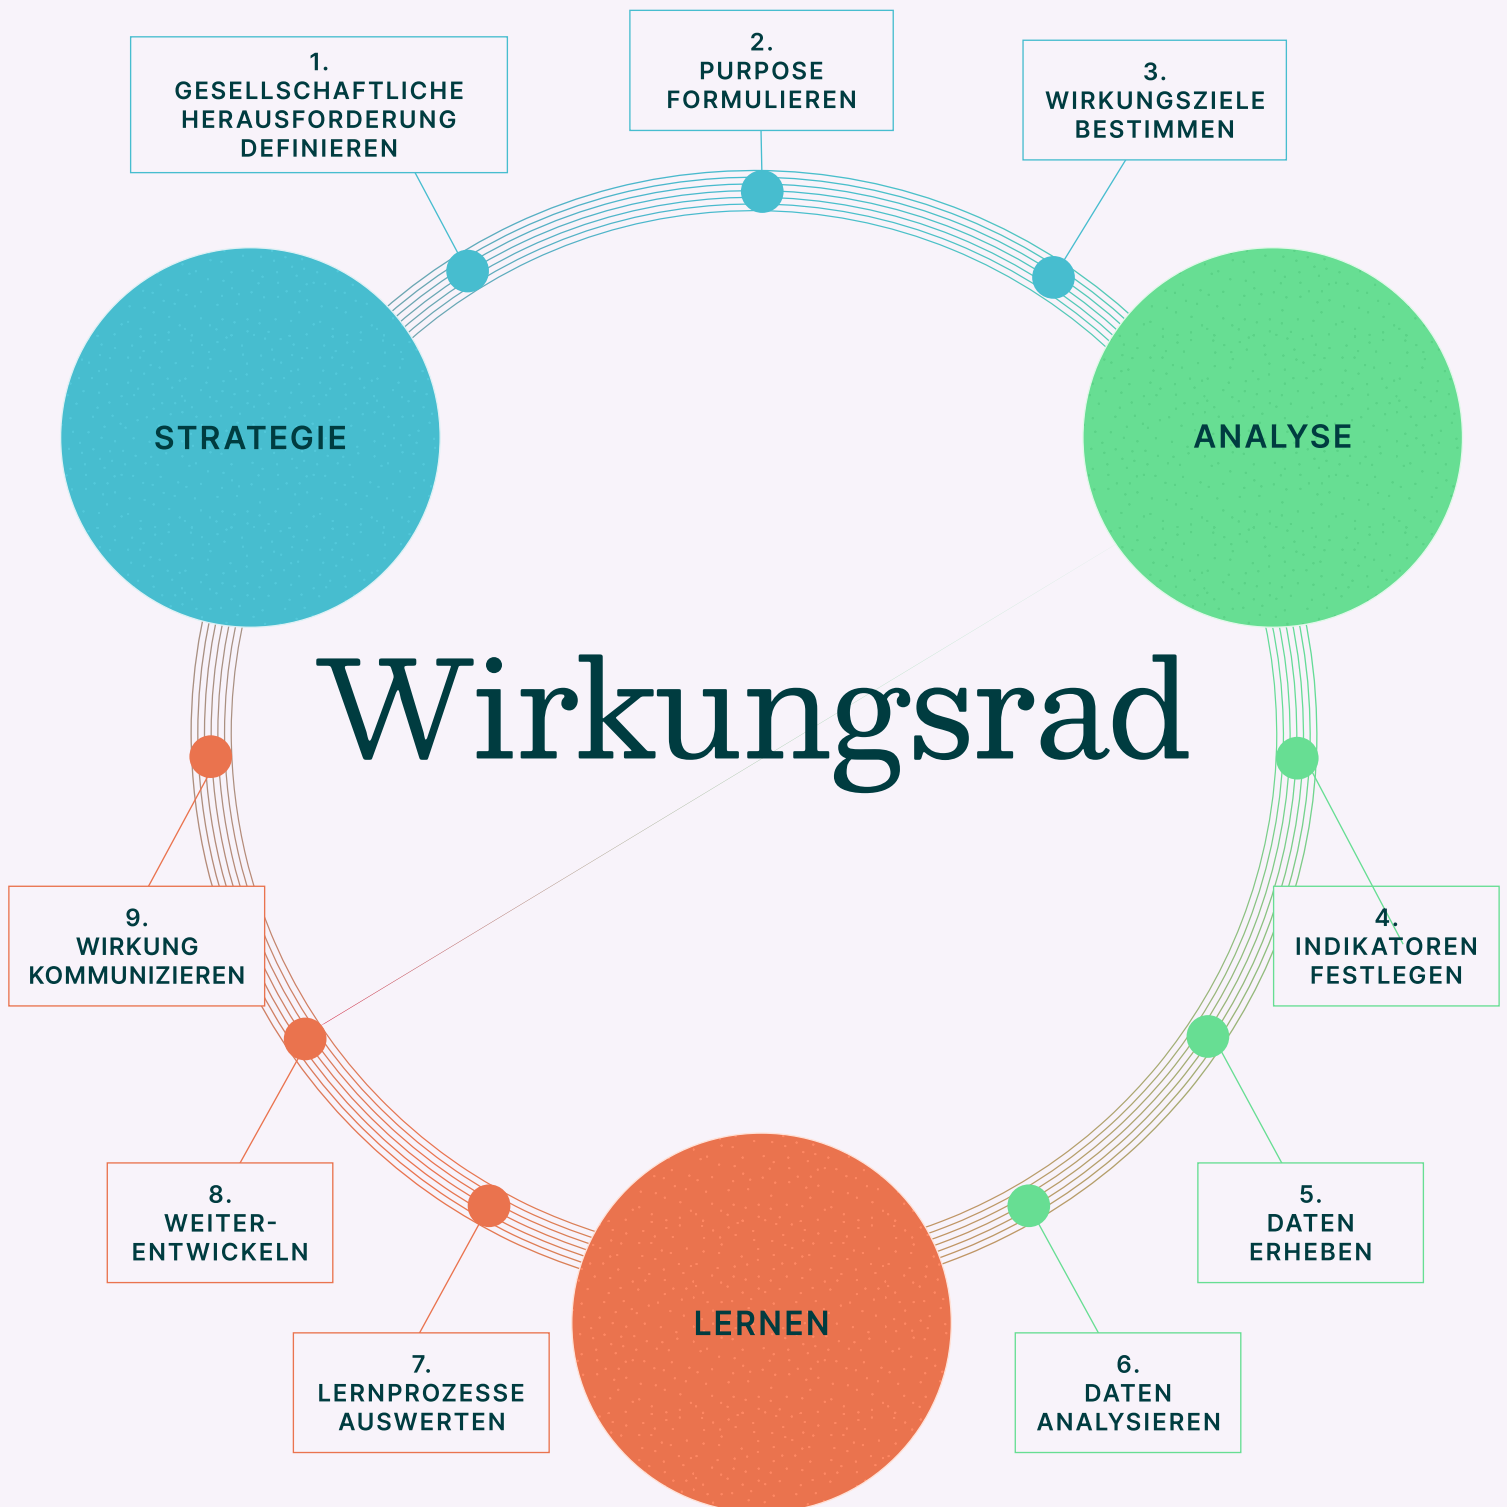 1.
GESELLSCHAFTLICHE
HERAUSFORDERUNG
DEFINIEREN
2.
PURPOSE
FORMULIEREN
3.
WIRKUNGSZIELE
BESTIMMEN
STRATEGIE
ANALYSE
Wirkungsrad
9.
WIRKUNG
KOMMUNIZIEREN
4.
INDIKATOREN
FESTLEGEN
8.
WEITER-
ENTWICKELN
5.
DATEN
ERHEBEN
LERNEN
7.
LERNPROZESSE
AUSWERTEN
6.
DATEN
ANALYSIEREN